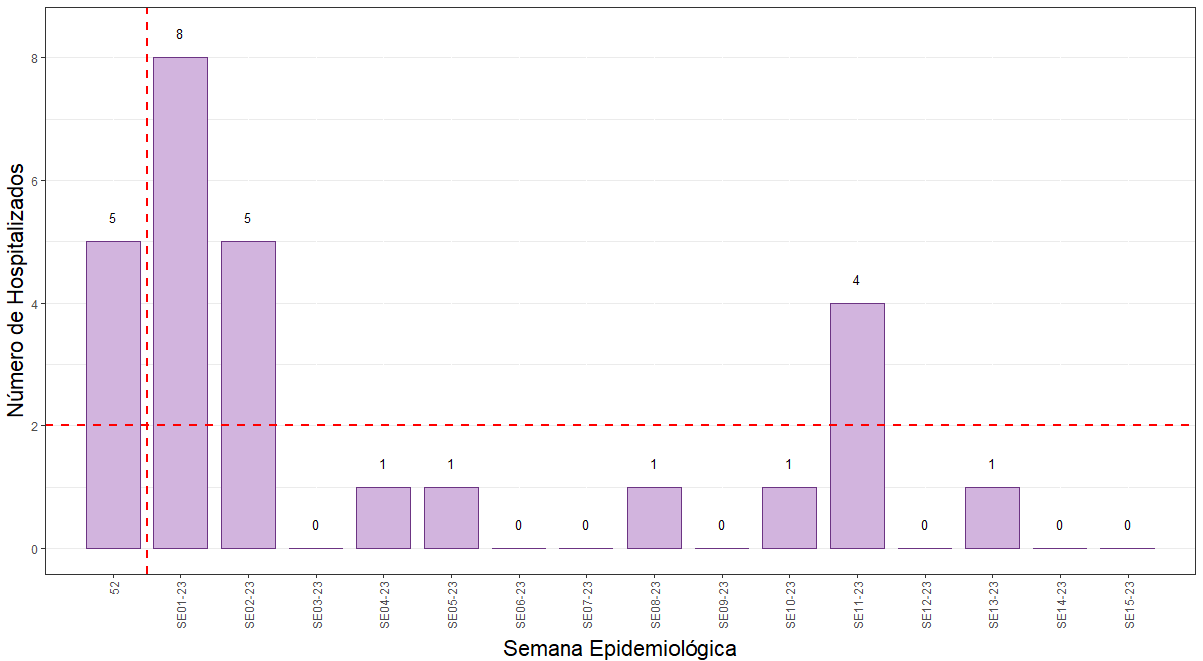 Número de Hospitalizados
8
6
4
2
0
5
8
5
0
1
1
0
0
1
0
1
4
0
1
0
0
52
SE01-23
SE02-23
SE03-23
SE04-23
SE05-23
SE06-23
SE07-23
SE08-23
SE09-23
SE10-23
SE11-23
SE12-23
SE13-23
SE14-23
SE15-23
Semana Epidemiológica